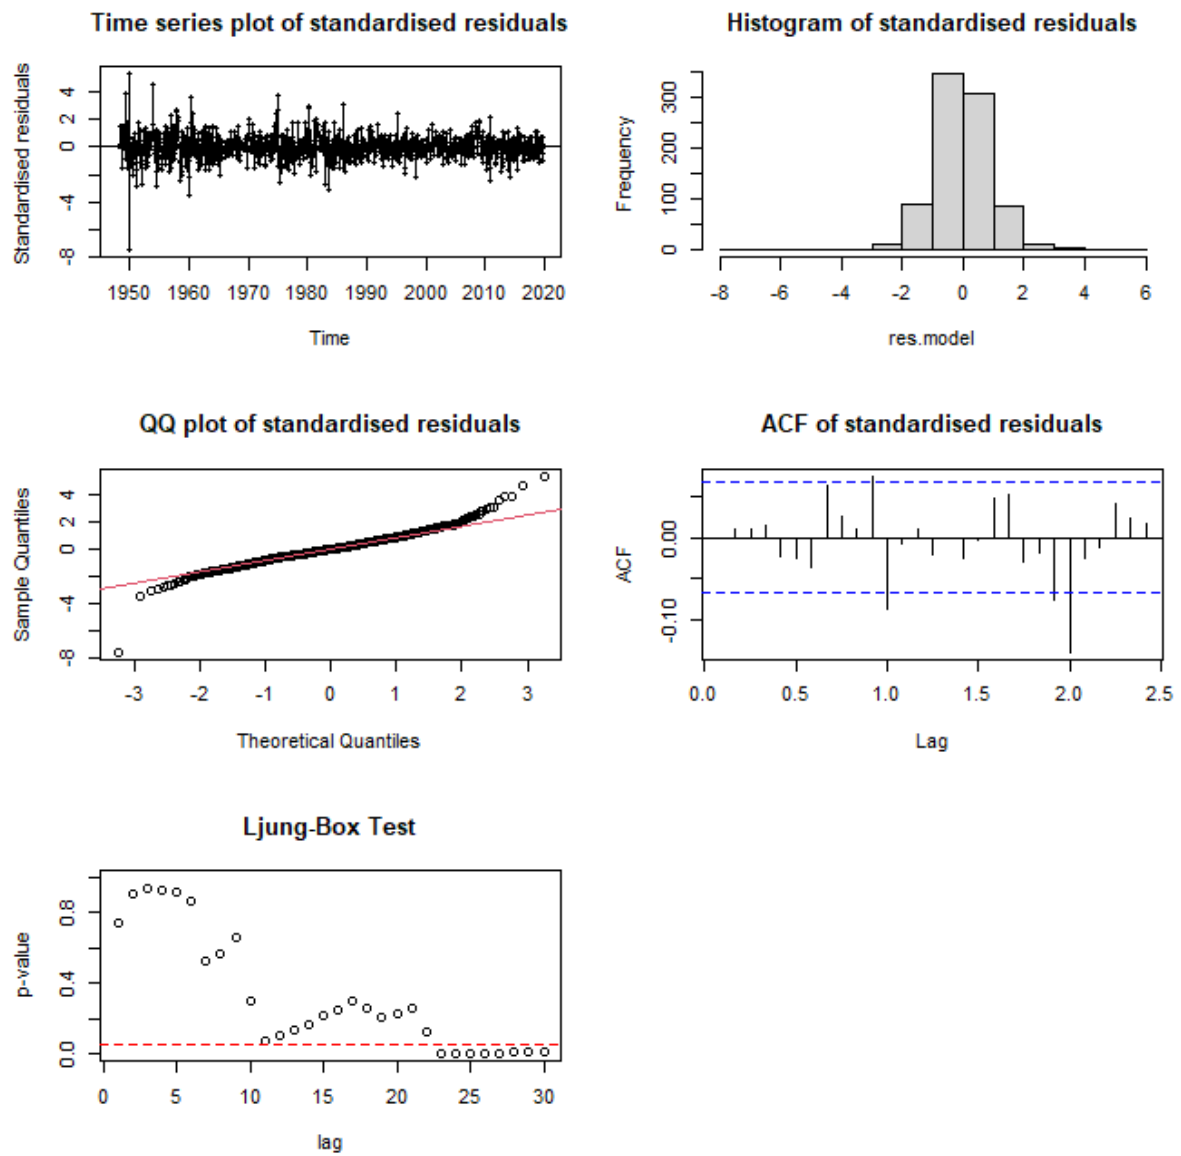 Time series plot of standardised residuals
Standardised residuals
4
2
0
-4
-8
1950 1960 1970 1980 1990 2000 2010 2020
Time
Histogram of standardised residuals
Frequency
300
200
100
0
-8 -6 -4 -2 0 2 4 6
res.model
QQ plot of standardised residuals
Sample Quantiles
4
2
0
-4
-8
-3 -2 -1 0 1 2 3
Theoretical Quantiles
ACF of standardised residuals
ACF
0.00
-0.10
0.0 0.5 1.0 1.5 2.0 2.5
Lag
Ljung-Box Test
p-value
0.8
0.4
0.0
0 5 10 15 20 25 30
lag